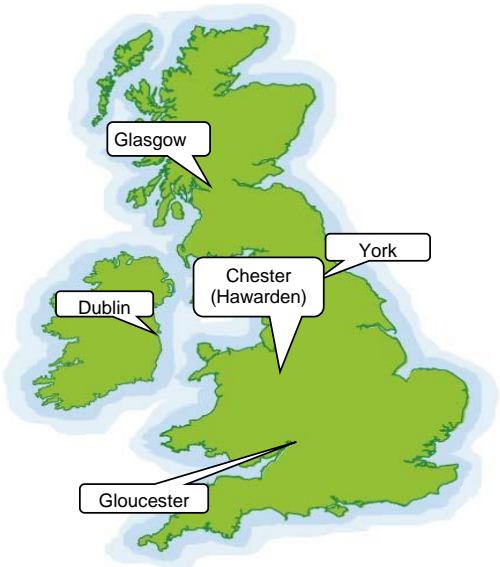 Glasgow
York
Chester
(Hawarden)
Dublin
Gloucester